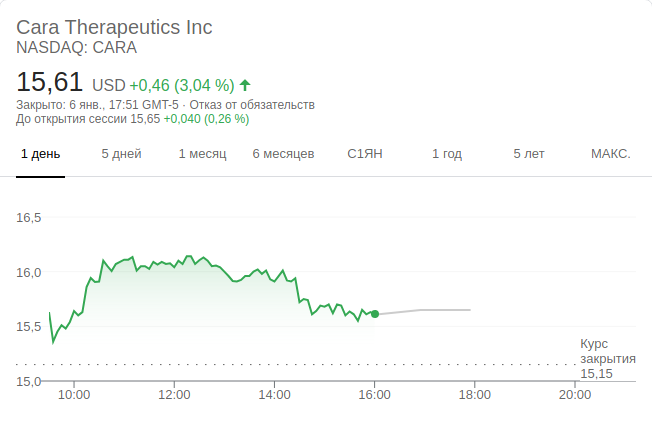 Cara Therapeutics Inc
NASDAQ: CARA
15,61 USD +0,46 (3,04 %)
Закрыто: 6 янв., 17:51 GMT-5 · Отказ от обязательств
До открытия сессии 15,65 +0,040 (0,26 %)
1 день 5 дней 1 месяц 6 месяцев С1ЯН 1 год 5 лет МАКС.
16,5
16,0
15,5
Курс
закрытия
15,15
15,0
10:00 12:00 14:00 16:00 18:00 20:00